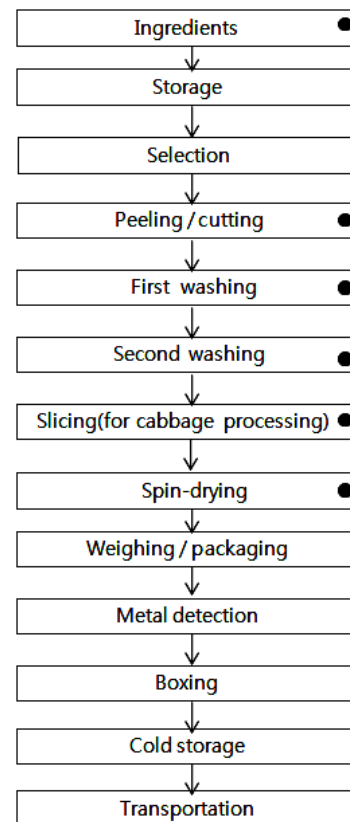 Ingredients
Storage
Selection
Peeling / cutting
First washing
Second washing
Slicing(for cabbage processing)
Spin-drying
Weighing / packaging
Metal detection
Boxing
Cold storage
Transportation